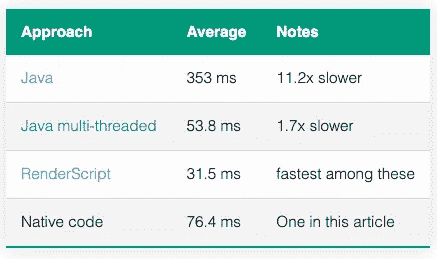 Approach Average Notes
Java 353 ms 11.2x slower
Java multi-threaded 53.8 ms 1.7x slower
RenderScript 31.5 ms fastest among these
Native code 76.4 ms One in this article